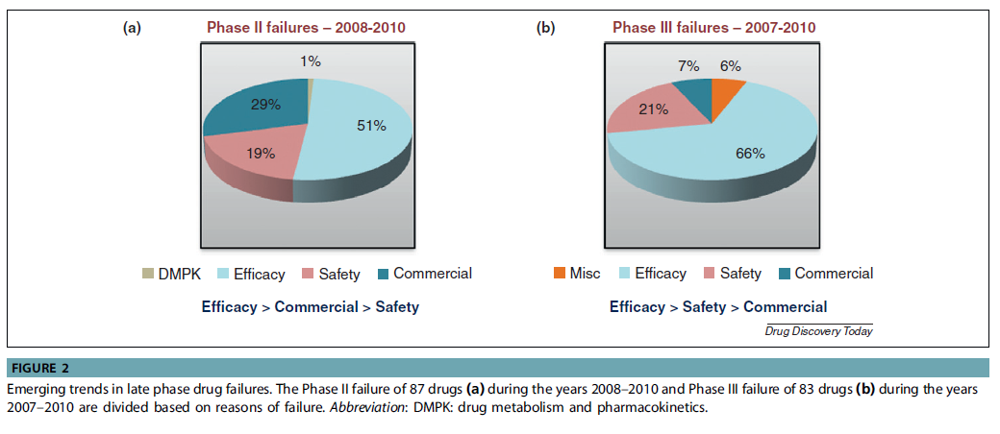 (a) Phase II failures – 2008-2010
1%
29%
51%
19%
DMPK Efficacy Safety Commercial
Efficacy > Commercial > Safety
(b) Phase III failures – 2007-2010
7% 6%
21%
66%
Misc Efficacy Safety Commercial
Efficacy > Safety > Commercial
Drug Discovery Today
FIGURE 2
Emerging trends in late phase drug failures. The Phase II failure of 87 drugs (a) during the years 2008–2010 and Phase III failure of 83 drugs (b) during the years
2007–2010 are divided based on reasons of failure. Abbreviation: DMPK: drug metabolism and pharmacokinetics.